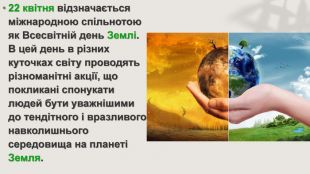 • 22 квітня відзначається
міжнародною спільнотою
як Всесвітній день Землі.
В цей день в різних
куточках світу проводять
різноманітні акції, що
покликані спонукати
людей бути уважнішими
до тендітного і вразливого
навколишнього
середовища на планеті
Земля.